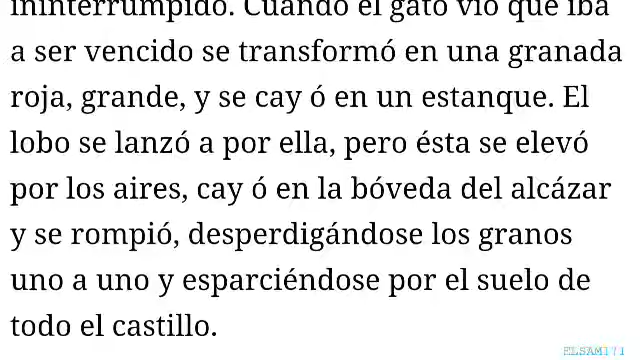 ininterrumpido. Cuando el gato vio que iba
a ser vencido se transformó en una granada
roja, grande, y se cay ó en un estanque. El
lobo se lanzó a por ella, pero ésta se elevó
por los aires, cay ó en la bóveda del alcázar
y se rompió, desperdigándose los granos
uno a uno y esparciéndose por el suelo de
todo el castillo.
ELSAM171